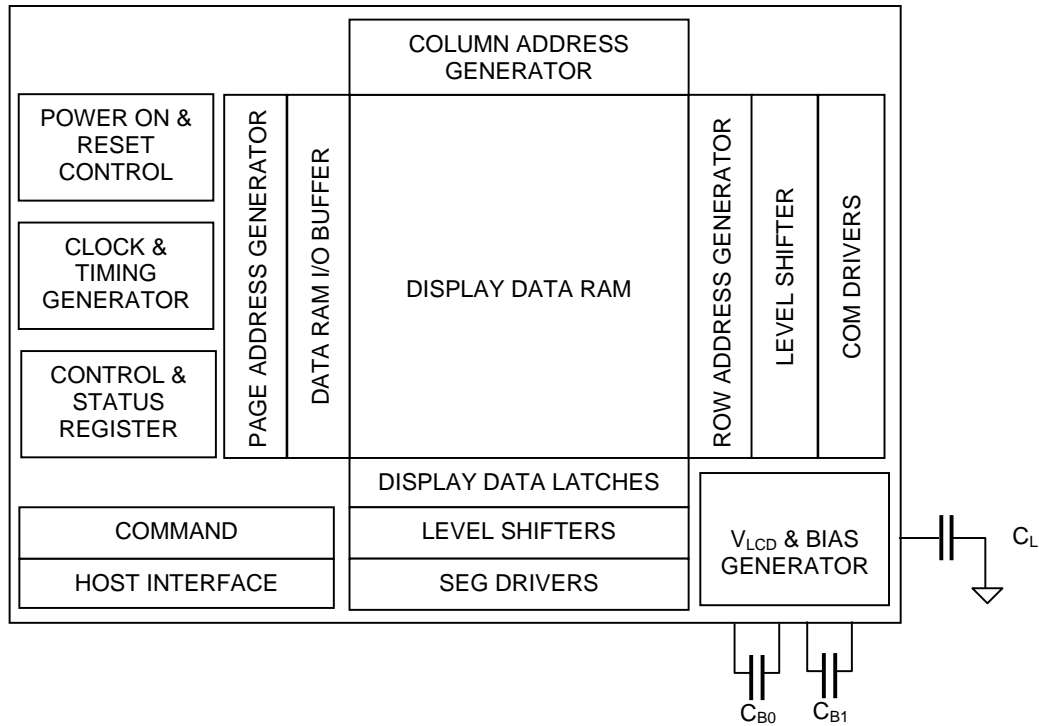 COLUMN ADDRESS
GENERATOR
POWER ON &
RESET
CONTROL
CLOCK &
TIMING
GENERATOR
CONTROL &
STATUS
REGISTER
PAGE ADDRESS GENERATOR
DATA RAM I/O BUFFER
DISPLAY DATA RAM
ROW ADDRESS GENERATOR
LEVEL SHIFTER
COM DRIVERS
DISPLAY DATA LATCHES
COMMAND
LEVEL SHIFTERS
HOST INTERFACE
SEG DRIVERS
VLCD & BIAS
GENERATOR
CL
CB0
CB1